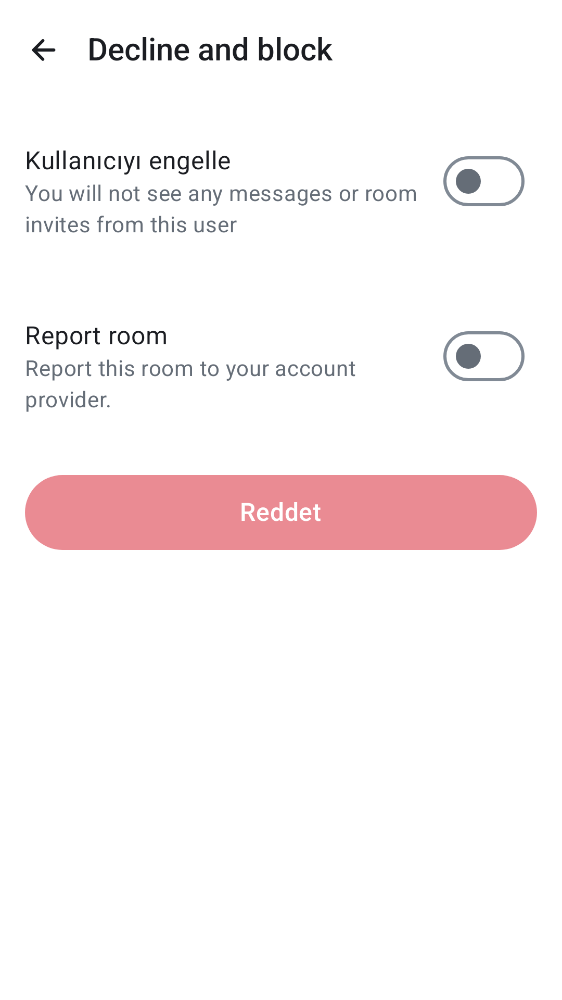 Decline and block
Kullanıcıyı engelle
You will not see any messages or room
invites from this user
Report room
Report this room to your account
provider.
Reddet